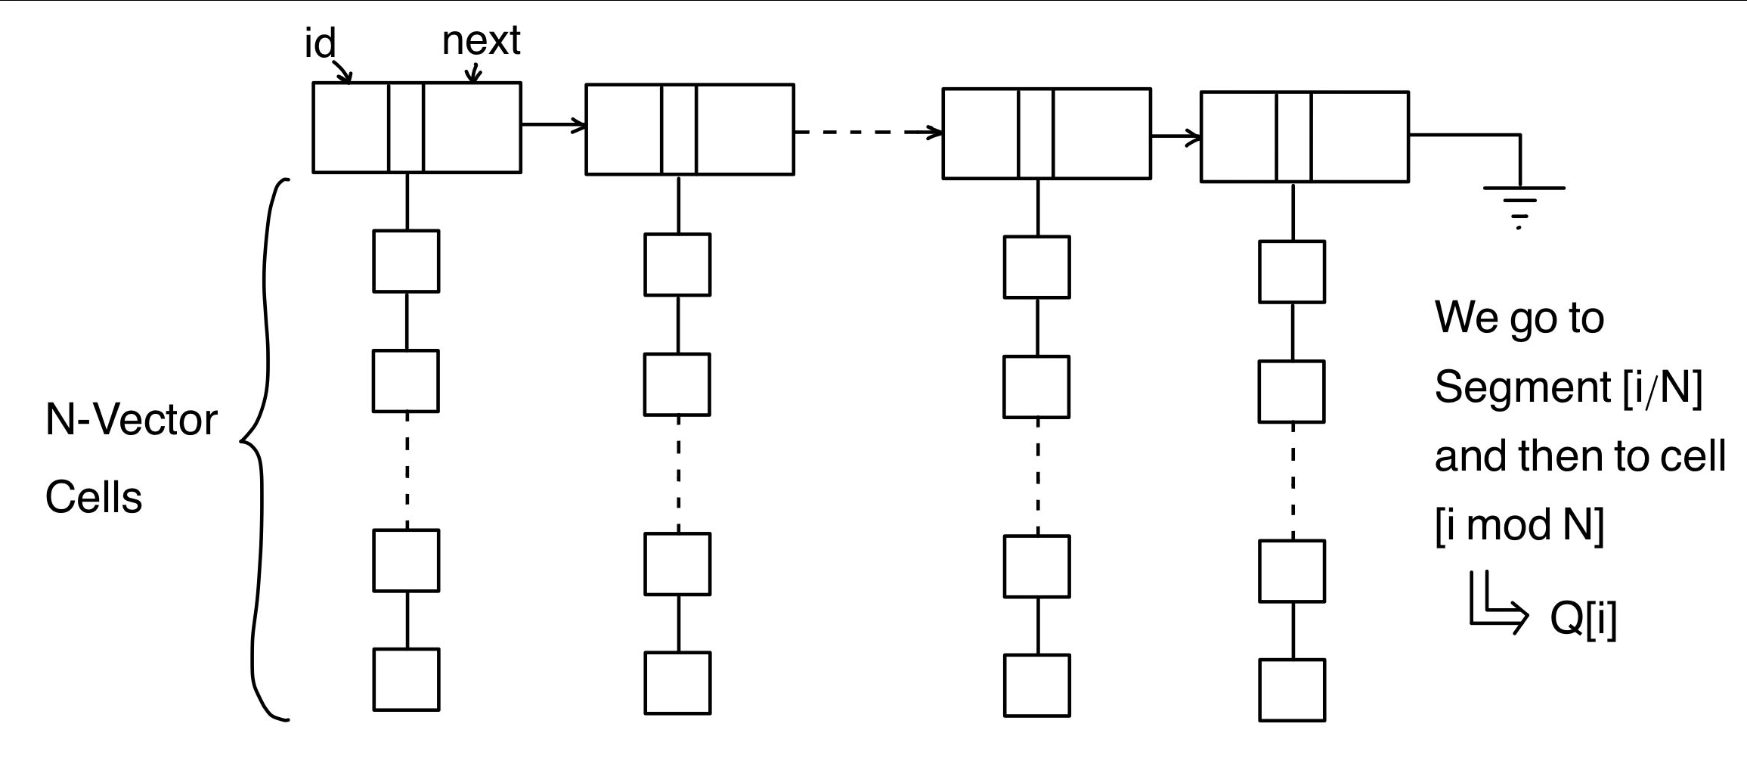 id
next
N-Vector
Cells
We go to
Segment [i/N]
and then to cell
[i mod N]
Q[i]